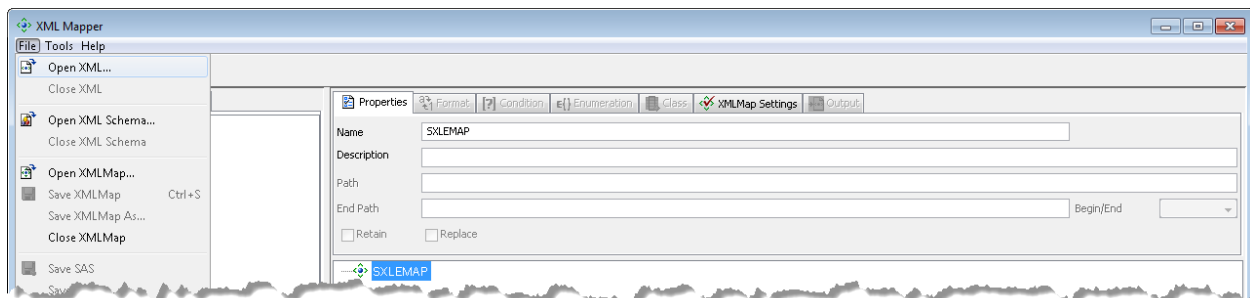 XML Mapper
File Tools Help
Open XML...
Close XML
Open XML Schema...
Close XML Schema
Open XMLMap...
Save XMLMap Ctrl+S
Save XMLMap As...
Close XMLMap
Save SAS
Properties Format [?] Condition E{} Enumeration Class XMLMap Settings Output
Name SXLEMAP
Description
Path
End Path Begin/End
Retain Replace
SXLEMAP